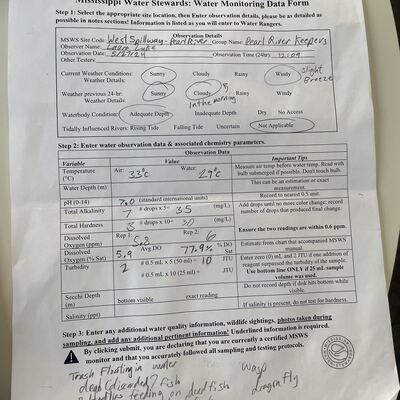 Mississippi Water Stewards: Water Monitoring Data Form
Step 1: Select the appropriate site location, then Enter observation details, please be as detailed as
possible in notes sections! Information is listed as you will enter to Water Rangers.
Observation Details
MSWS Site Code: West Spillway-Pearl River Group Name: Pearl River Keepers
Observer Name: Laura Luke
Observation Date: Observation Time (24hr):
Other Testers:
Current Weather Conditions: Sunny Cloudy Rainy Windy slight
Weather Details: Breeze
Weather previous 24-hr: Sunny Cloudy Rainy Windy
Weather Details: In the morning
Waterbody Condition: Adequate Depth Inadequate Depth Dry No Access
Tidally Influenced Rivers: Rising Tide Falling Tide Uncertain Not Applicable
Step 2: Enter water observation data & associated chemistry parameters.
Observation Data
Variable Value Important Tips
Temperature (°C) Air: 33°c Water: 29°c Measure air temp before water temp. Read with
bulb submerged if possible. Don't touch bulb.
Water Depth (m) This can be an estimation or exact
measurement.
pH (0-14) 7.0 (standard international units) Record to nearest 0.5 unit.
Total Alkalinity 7 # drops x 5= 35 (mg/L) Add drops until no more color change; record
number of drops that produced final change.
Total Hardness 3 # drops x 10= 30 (mg/L)
Dissolved Oxygen (ppm) Rep 1: 5.8 Rep 2: 6 Ensure the two readings are within 0.6 ppm.
Dissolved Oxygen (% Sat) 5.9 Avg DO 77.9% % DO Sat Estimate from chart accompanied MSWS
manual.
Turbidity 2 # 0.5 mL x 5 (50 ml) = 10 JTU Enter zero (0) mL and 2 JTU if one addition of
reagent surpassed the turbidity of the sample.
# 0.5 mL x 10 (25 ml) = JTU Use bottom line ONLY if 25 mL sample
volume was used.
Secchi Depth (m) bottom visible exact reading Do not record depth if disk hits bottom while
visible.
Salinity (ppt) If salinity is present, do not test for hardness.
Step 3: Enter any additional water quality information, wildlife sightings, photos taken during
sampling, and add any additional pertinent information! Underlined information is required.
By clicking submit, you are declaring that you are currently a certified MSWS
monitor and that you accurately followed all sampling and testing protocols.
Trash floating in water
dead (discarded? fish wasp
feeding on dead fish dragonfly